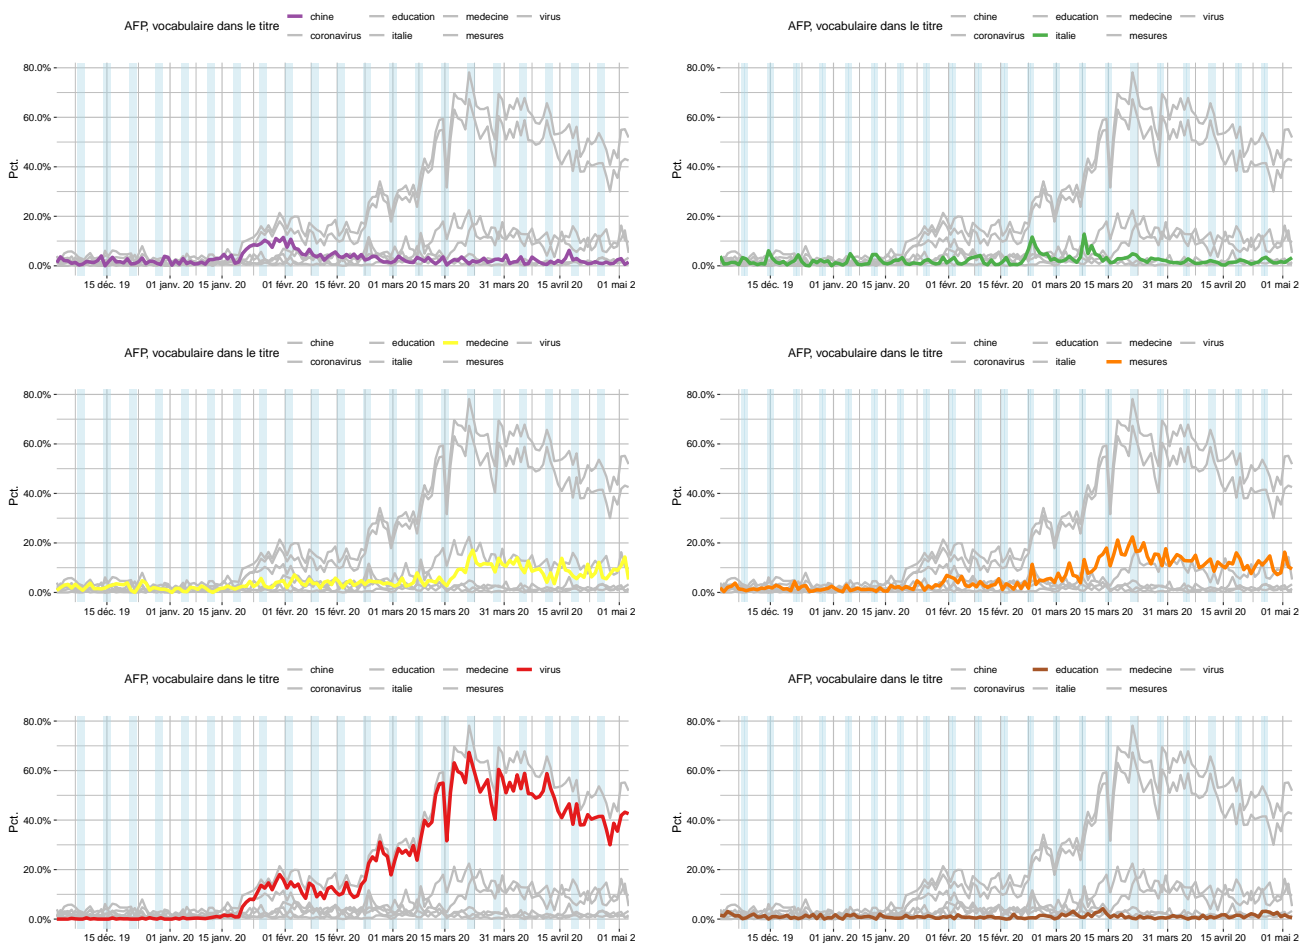 AFP, vocabulaire dans le titre chine education medecine virus
coronavirus italie mesures
80.0%
60.0%
40.0%
20.0%
0.0%
Pct.
15 déc. 19 01 janv. 20 15 janv. 20 01 févr. 20 15 févr. 20 01 mars 20 15 mars 20 31 mars 20 15 avril 20 01 mai 2
AFP, vocabulaire dans le titre chine education medecine virus
coronavirus italie mesures
80.0%
60.0%
40.0%
20.0%
0.0%
Pct.
15 déc. 19 01 janv. 20 15 janv. 20 01 févr. 20 15 févr. 20 01 mars 20 15 mars 20 31 mars 20 15 avril 20 01 mai 2
AFP, vocabulaire dans le titre chine education medecine virus
coronavirus italie mesures
80.0%
60.0%
40.0%
20.0%
0.0%
Pct.
15 déc. 19 01 janv. 20 15 janv. 20 01 févr. 20 15 févr. 20 01 mars 20 15 mars 20 31 mars 20 15 avril 20 01 mai 2
AFP, vocabulaire dans le titre chine education medecine virus
coronavirus italie mesures
80.0%
60.0%
40.0%
20.0%
0.0%
Pct.
15 déc. 19 01 janv. 20 15 janv. 20 01 févr. 20 15 févr. 20 01 mars 20 15 mars 20 31 mars 20 15 avril 20 01 mai 2
AFP, vocabulaire dans le titre chine education medecine virus
coronavirus italie mesures
80.0%
60.0%
40.0%
20.0%
0.0%
Pct.
15 déc. 19 01 janv. 20 15 janv. 20 01 févr. 20 15 févr. 20 01 mars 20 15 mars 20 31 mars 20 15 avril 20 01 mai 2
AFP, vocabulaire dans le titre chine education medecine virus
coronavirus italie mesures
80.0%
60.0%
40.0%
20.0%
0.0%
Pct.
15 déc. 19 01 janv. 20 15 janv. 20 01 févr. 20 15 févr. 20 01 mars 20 15 mars 20 31 mars 20 15 avril 20 01 mai 2